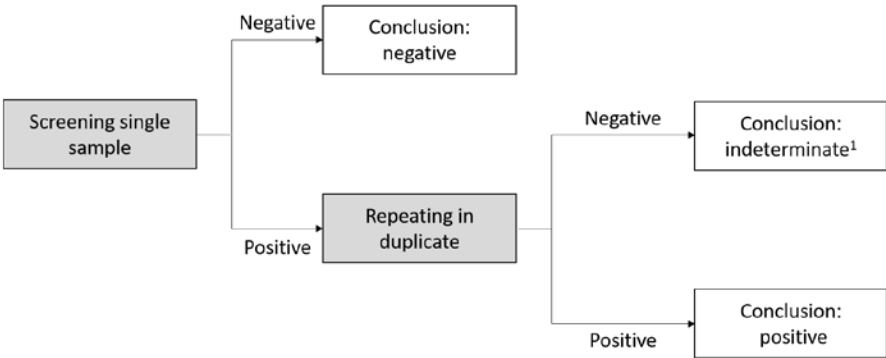 Negative
Conclusion:
negative
Screening single
sample
Negative
Conclusion:
indeterminate¹
Positive
Repeating in
duplicate
Positive
Conclusion:
positive